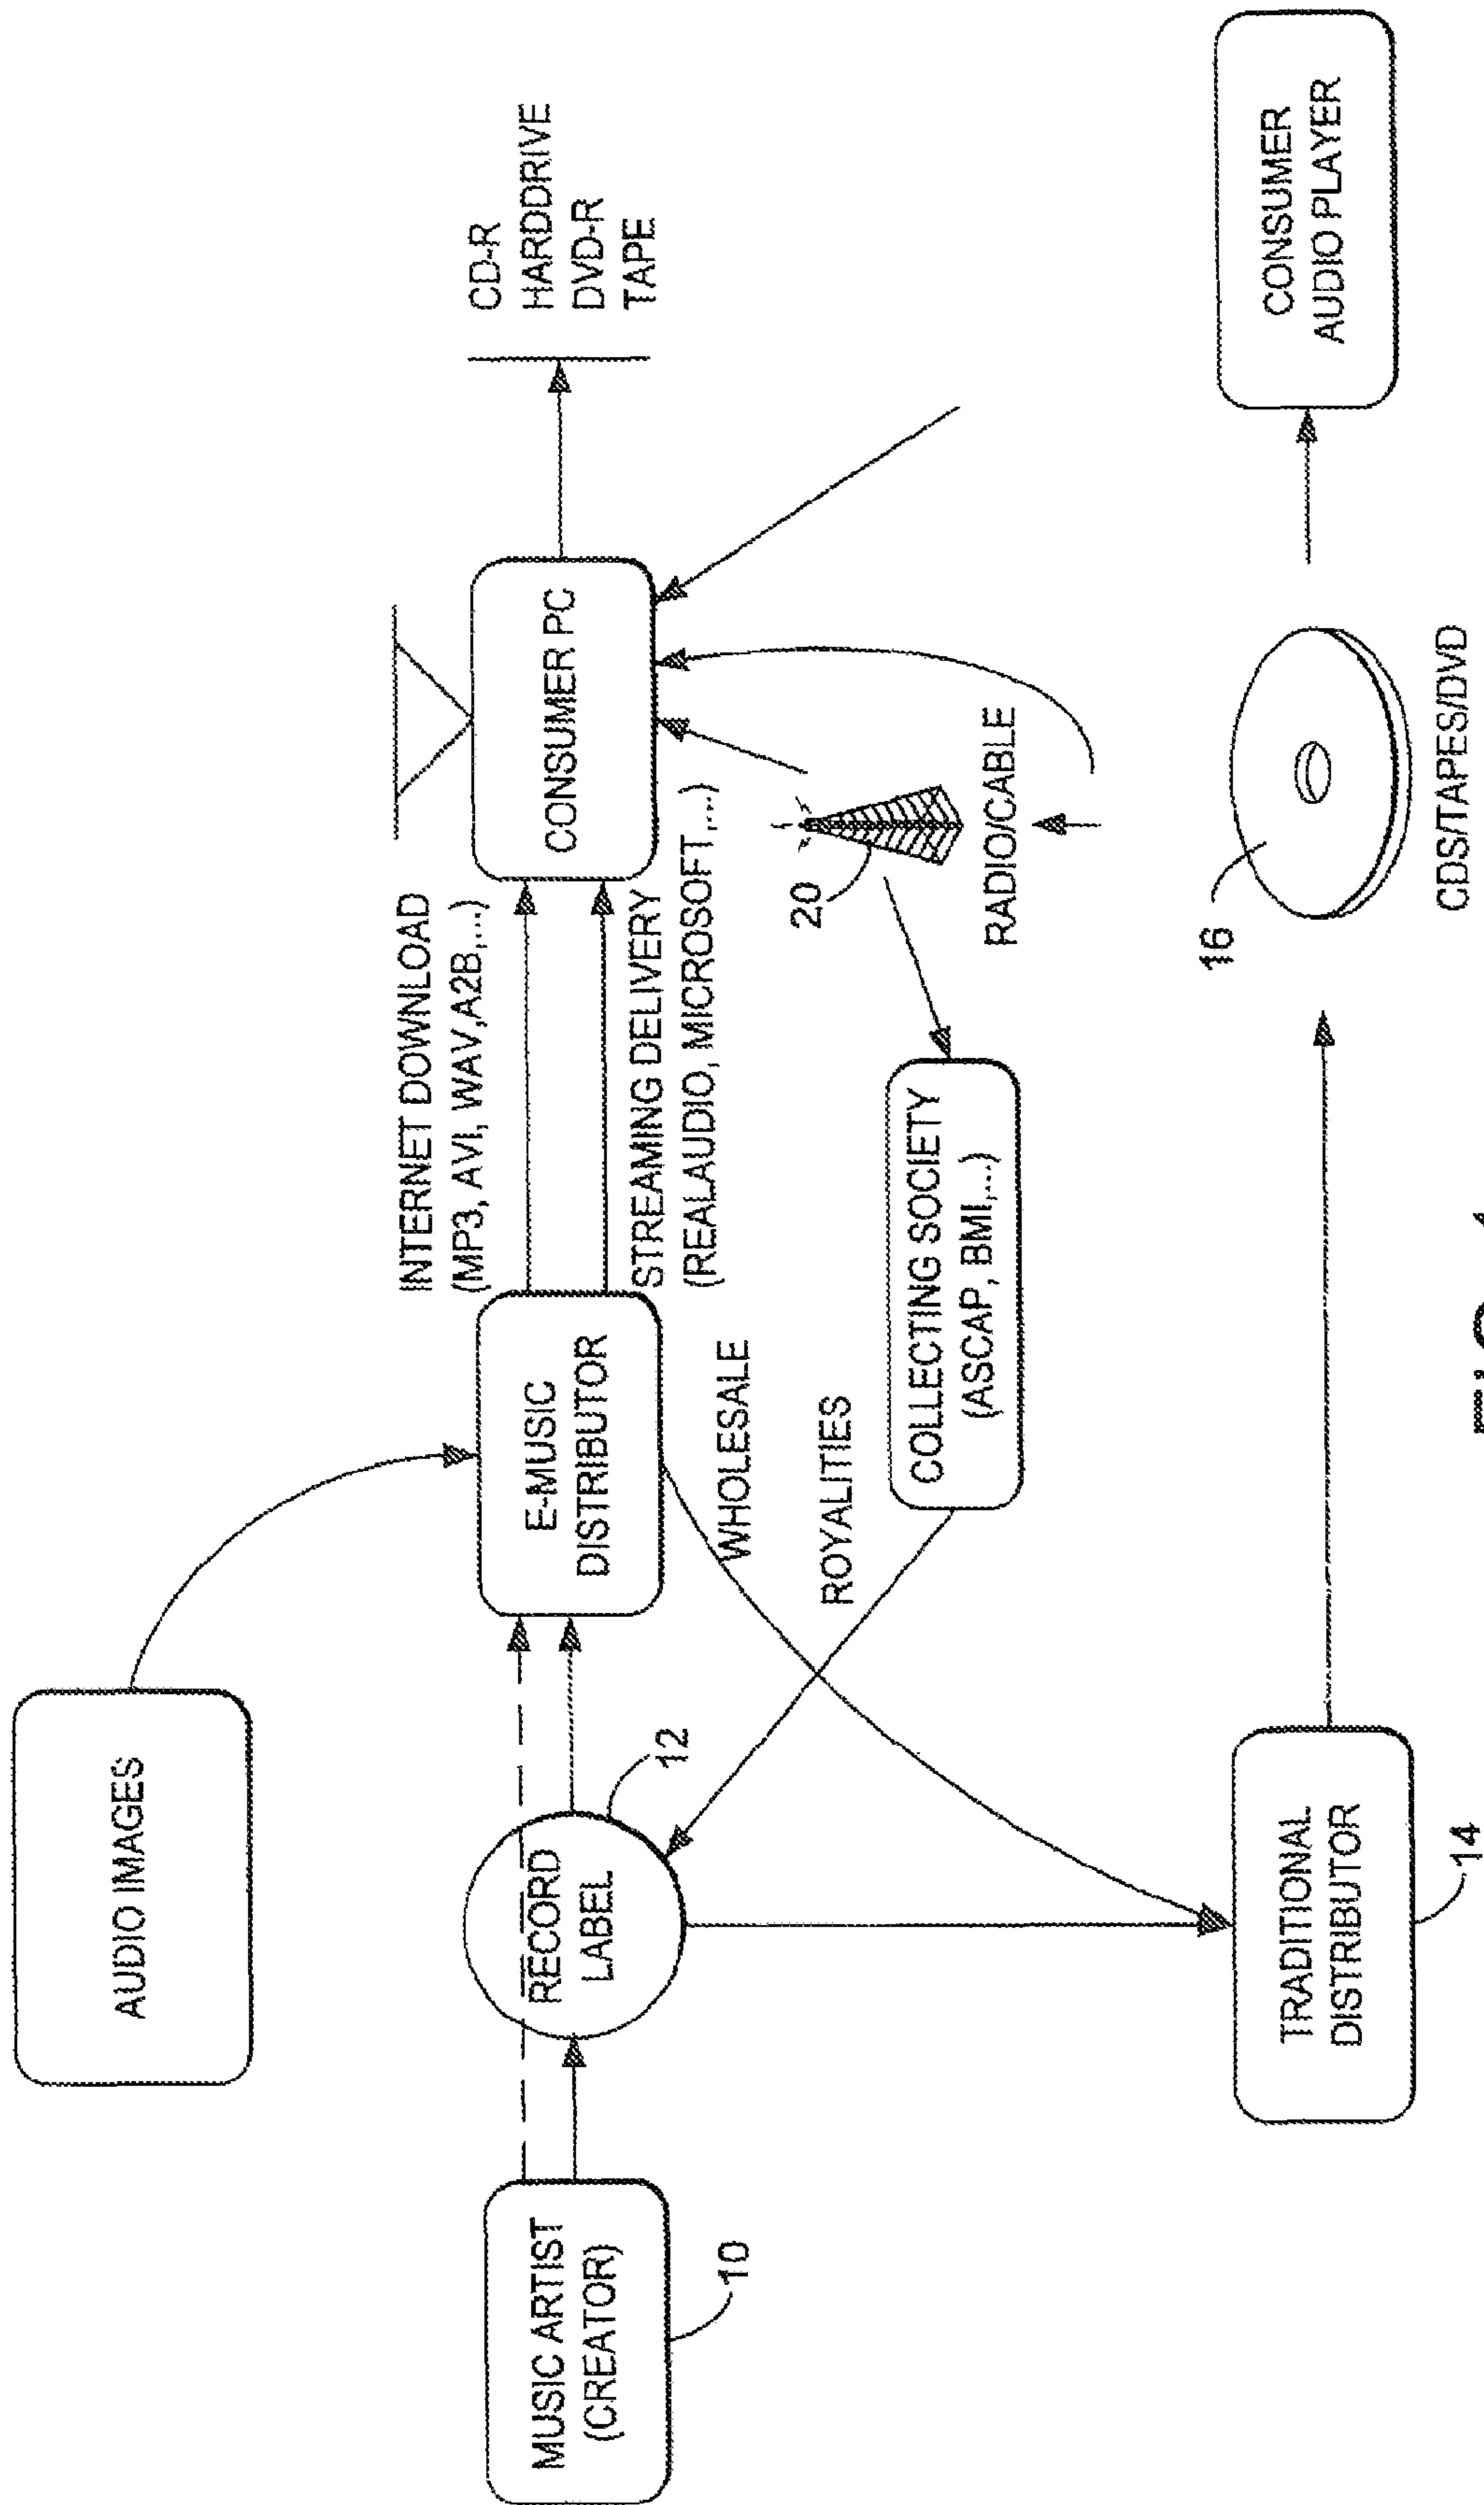 AUDIO IMAGES
MUSIC ARTIST
(CREATOR)
10
RECORD
LABEL
12
E-MUSIC
DISTRIBUTOR
INTERNET DOWNLOAD
(MP3, AVI, WAV,A2B,...)
STREAMING DELIVERY
(REALAUDIO, MICROSOFT,...)
CONSUMER PC
CD-R
HARDDRIVE
DVD-R
TAPE
WHOLESALE
ROYALITIES
COLLECTING SOCIETY
(ASCAP, BMI,...)
20
RADIO/CABLE
TRADITIONAL
DISTRIBUTOR
14
16
CDS/TAPES/DVD
CONSUMER
AUDIO PLAYER